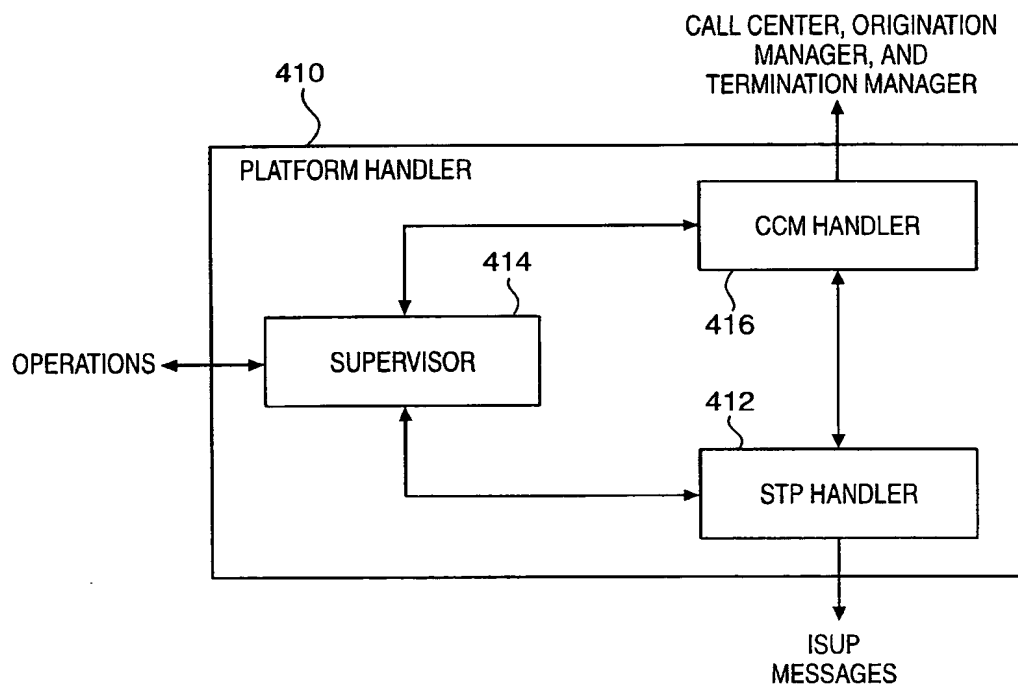 CALL CENTER, ORIGINATION
MANAGER, AND
TERMINATION MANAGER
410
PLATFORM HANDLER
CCM HANDLER
414
416
OPERATIONS
SUPERVISOR
412
STP HANDLER
ISUP
MESSAGES